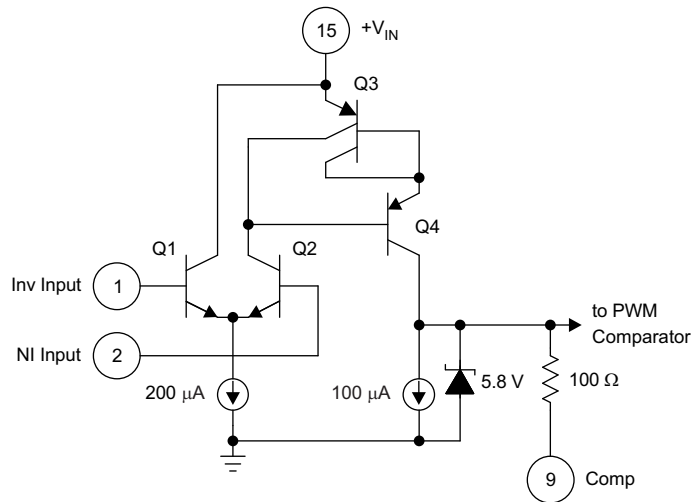 15
+V_IN
Q3
Q4
Q1
Q2
Inv Input
1
NI Input
2
to PWM
Comparator
200 µA
100 µA
5.8 V
100 Ω
9
Comp